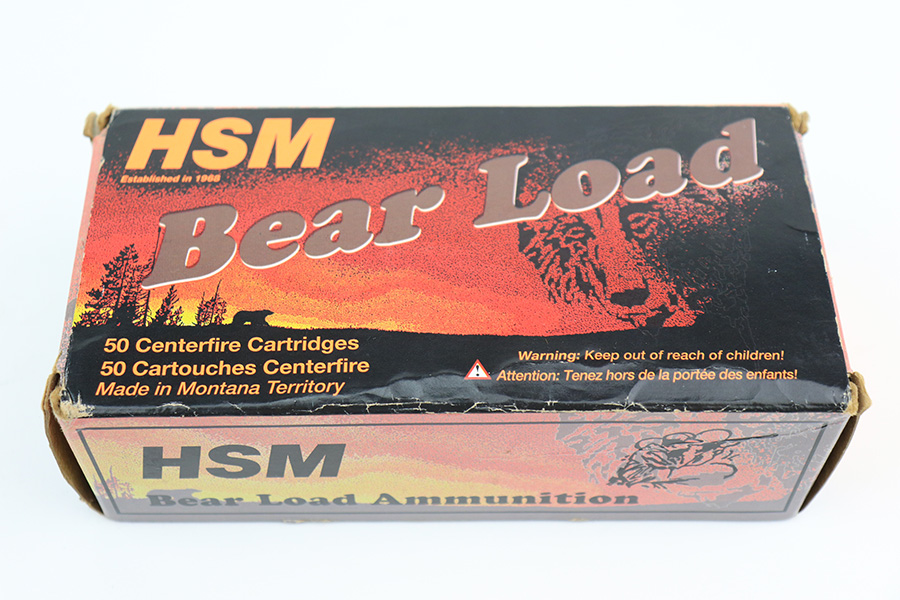 HSM
Established in 1968
Bear Load
50 Centerfire Cartridges
50 Cartouches Centerfire
Made in Montana Territory
Warning: Keep out of reach of children!
Attention: Tenez hors de la portée des enfants!
HSM
Bear Load Ammunition